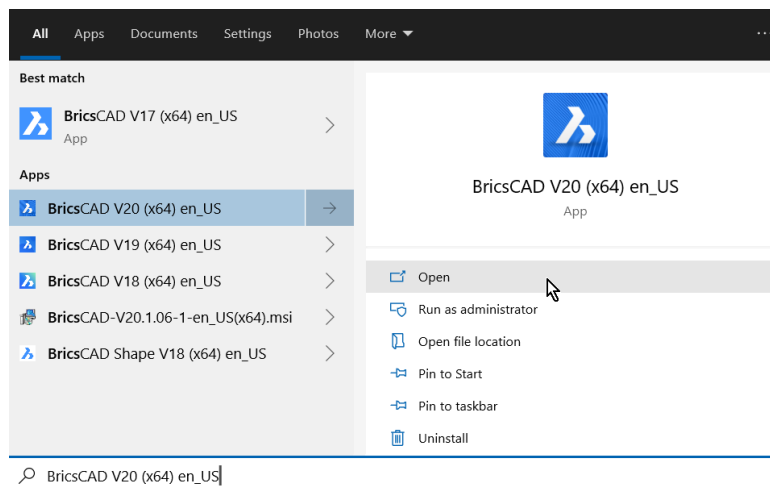 All Apps Documents Settings Photos More ...
Best match
BricsCAD V17 (x64) en_US
App
Apps
BricsCAD V20 (x64) en_US
BricsCAD V19 (x64) en_US
BricsCAD V18 (x64) en_US
BricsCAD-V20.1.06-1-en_US(x64).msi
BricsCAD Shape V18 (x64) en_US
BricsCAD V20 (x64) en_US
App
Open
Run as administrator
Open file location
Pin to Start
Pin to taskbar
Uninstall
BricsCAD V20 (x64) en_US